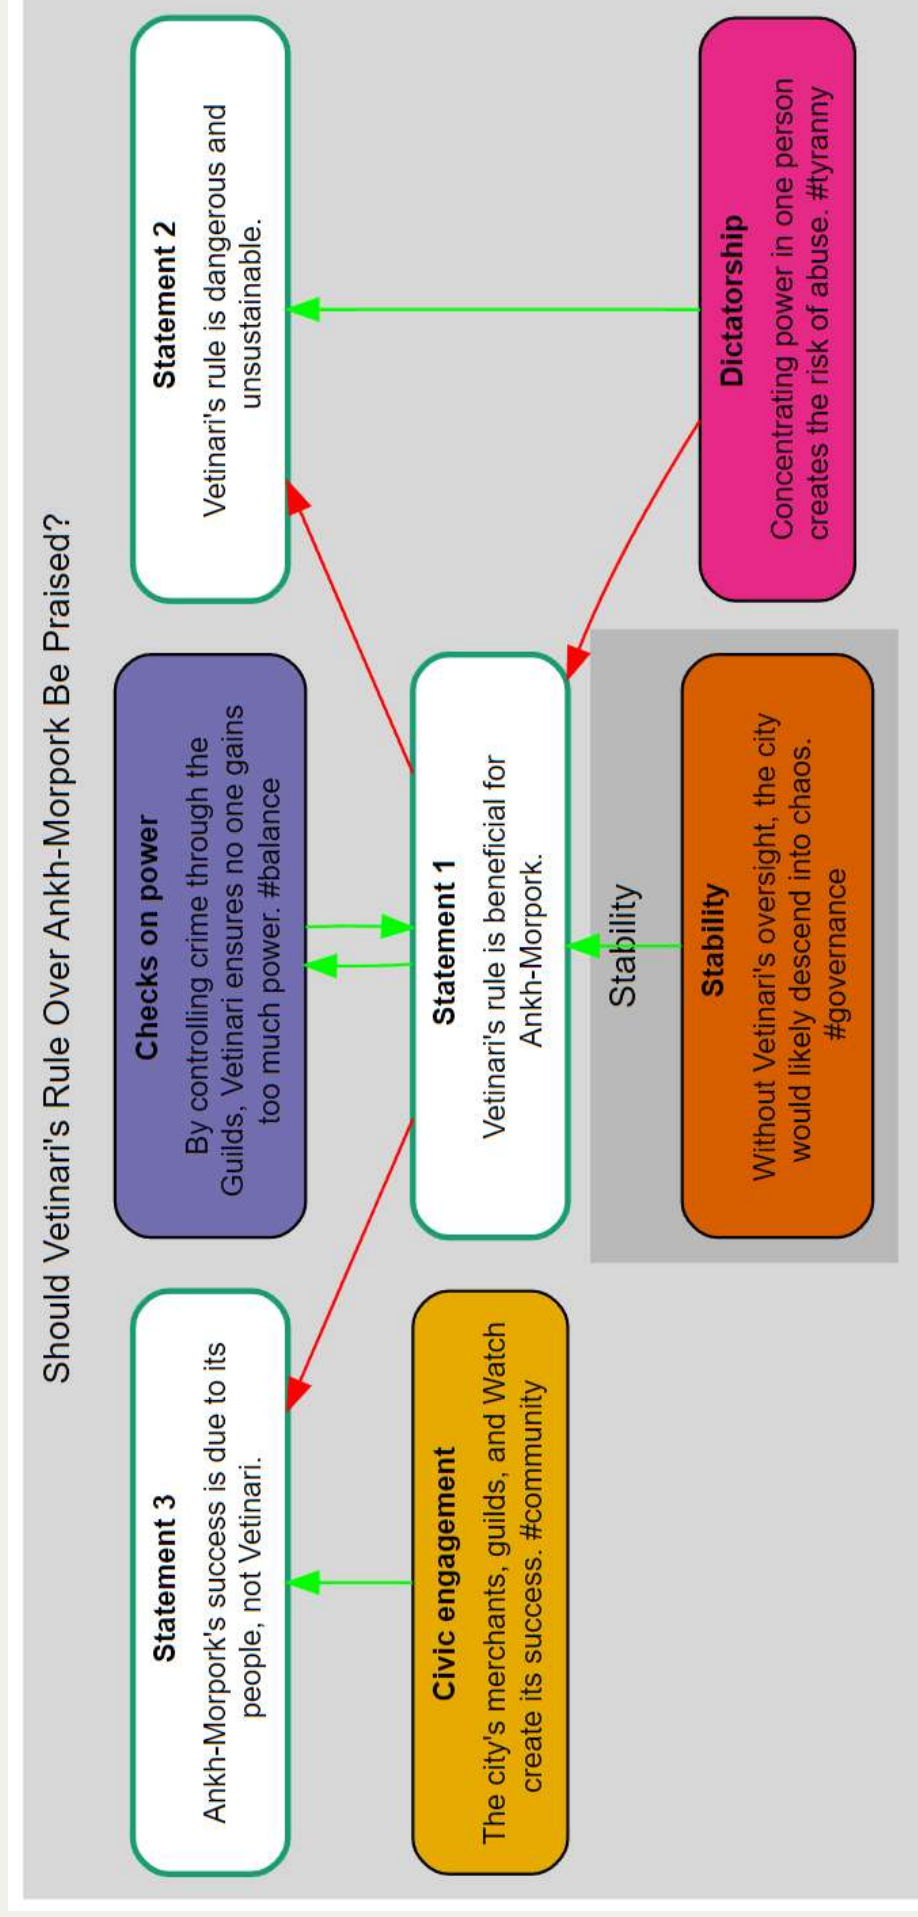 Should Vetinari's Rule Over Ankh-Morpork Be Praised?
Statement 3
Ankh-Morpork's success is due to its
people, not Vetinari.
Checks on power
By controlling crime through the
Guilds, Vetinari ensures no one gains
too much power. #balance
Statement 2
Vetinari's rule is dangerous and
unsustainable.
Civic engagement
The city's merchants, guilds, and Watch
create its success. #community
Statement 1
Vetinari's rule is beneficial for
Ankh-Morpork.
Stability
Stability
Without Vetinari's oversight, the city
would likely descend into chaos.
#governance
Dictatorship
Concentrating power in one person
creates the risk of abuse. #tyranny